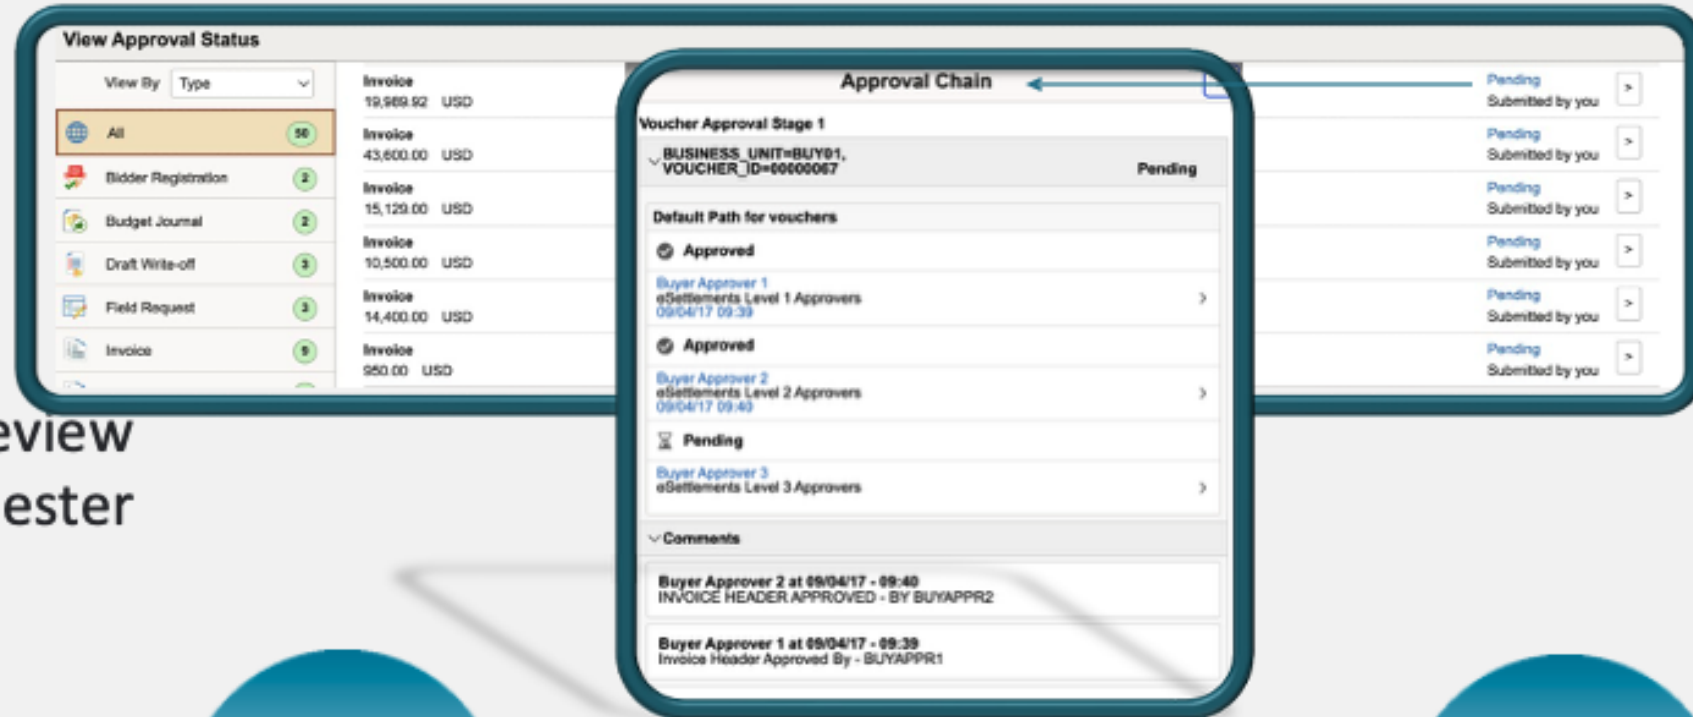 View Approval Status
View By Type
All 50
Bidder Registration 2
Budget Journal 2
Draft Write-off 3
Field Request 3
Invoice 9
Invoice
19,989.92 USD
Invoice
43,600.00 USD
Invoice
15,129.00 USD
Invoice
10,500.00 USD
Invoice
14,400.00 USD
Invoice
950.00 USD
Approval Chain
Voucher Approval Stage 1
BUSINESS_UNIT=BUY01,
VOUCHER_ID=00000067 Pending
Default Path for vouchers
Approved
Buyer Approver 1
eSettlements Level 1 Approvers
09/04/17 09:39
Approved
Buyer Approver 2
eSettlements Level 2 Approvers
09/04/17 09:40
Pending
Buyer Approver 3
eSettlements Level 3 Approvers
Comments
Buyer Approver 2 at 09/04/17 - 09:40
INVOICE HEADER APPROVED - BY BUYAPPR2
Buyer Approver 1 at 09/04/17 - 09:39
Invoice Header Approved By - BUYAPPR1
Pending
Submitted by you
Pending
Submitted by you
Pending
Submitted by you
Pending
Submitted by you
Pending
Submitted by you
Pending
Submitted by you
eview
ester